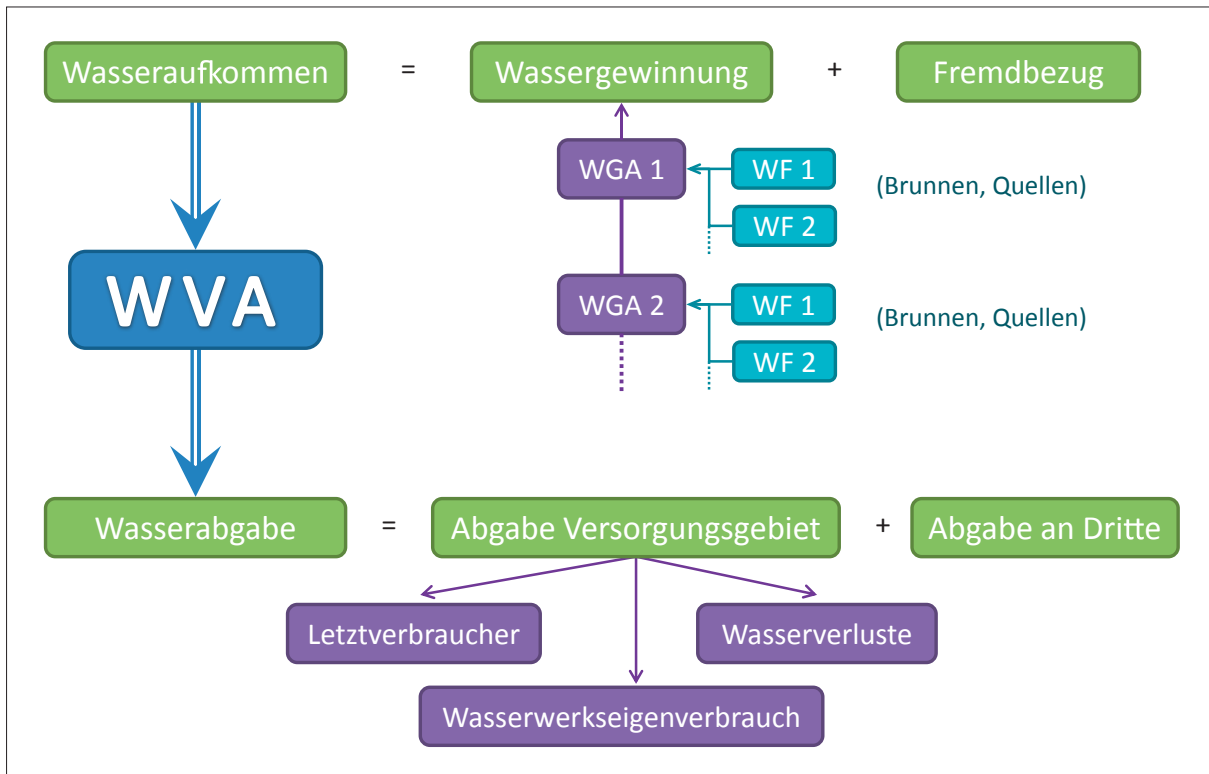 Wasseraufkommen = Wassergewinnung + Fremdbezug
WGA 1 WF 1 (Brunnen, Quellen)
WF 2
WVA
WGA 2 WF 1 (Brunnen, Quellen)
WF 2
Wasserabgabe = Abgabe Versorgungsgebiet + Abgabe an Dritte
Letztverbraucher Wasserverluste
Wasserwerkseigenverbrauch